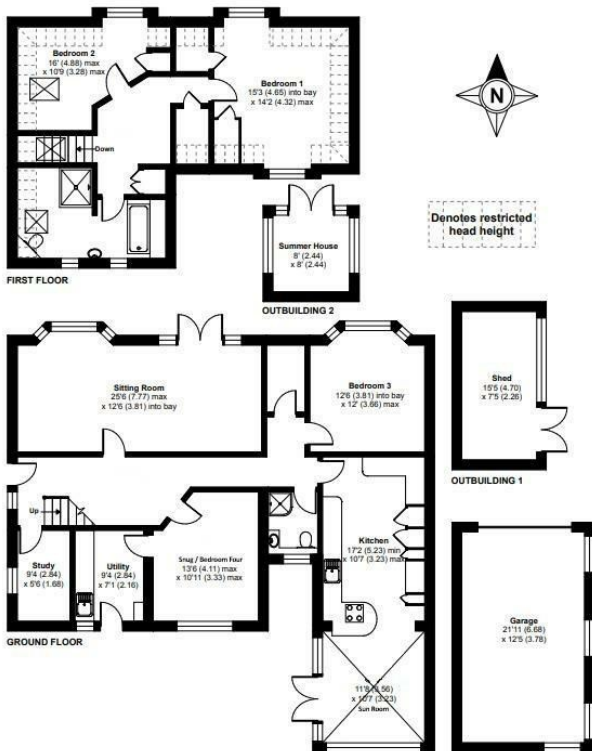 Bedroom 2
16' (4.88) max
x 10'9 (3.28) max
Bedroom 1
15'3 (4.65) into bay
x 14'2 (4.32) max
Down
FIRST FLOOR
N
Denotes restricted
head height
Summer House
8' (2.44)
x 8' (2.44)
OUTBUILDING 2
Sitting Room
25'6 (7.77) max
x 12'6 (3.81) into bay
Bedroom 3
12'6 (3.81) into bay
x 12' (3.66) max
Shed
15'5 (4.70)
x 7'5 (2.26)
OUTBUILDING 1
Up
Study
9'4 (2.84)
x 5'6 (1.68)
Utility
9'4 (2.84)
x 7'1 (2.16)
Snug / Bedroom Four
13'6 (4.11) max
x 10'11 (3.33) max
Kitchen
17'2 (5.23) min
x 10'7 (3.23) max
GROUND FLOOR
11'8 (3.56)
x 10'7 (3.23)
Sun Room
Garage
21'11 (6.68)
x 12'5 (3.78)